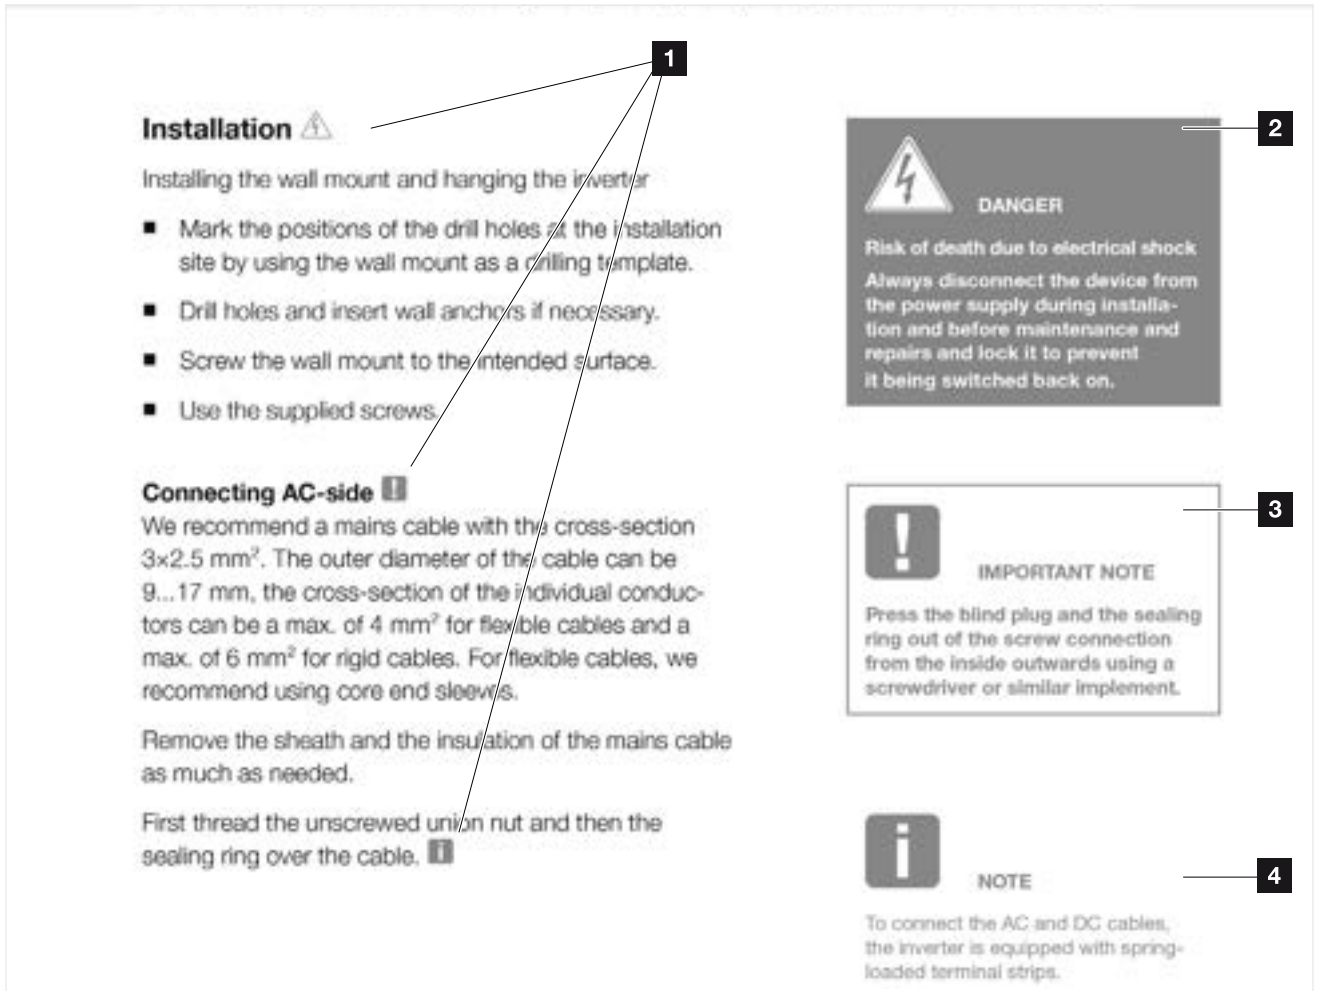 1
Installation
Installing the wall mount and hanging the inverter
■ Mark the positions of the drill holes at the installation
site by using the wall mount as a drilling template.
■ Drill holes and insert wall anchors if necessary.
■ Screw the wall mount to the intended surface.
■ Use the supplied screws.
Connecting AC-side !
We recommend a mains cable with the cross-section
3×2.5 mm². The outer diameter of the cable can be
9...17 mm, the cross-section of the individual conduc-
tors can be a max. of 4 mm² for flexible cables and a
max. of 6 mm² for rigid cables. For flexible cables, we
recommend using core end sleeves.
Remove the sheath and the insulation of the mains cable
as much as needed.
First thread the unscrewed union nut and then the
sealing ring over the cable. i
2
DANGER
Risk of death due to electrical shock
Always disconnect the device from
the power supply during installa-
tion and before maintenance and
repairs and lock it to prevent
it being switched back on.
3
!
IMPORTANT NOTE
Press the blind plug and the sealing
ring out of the screw connection
from the inside outwards using a
screwdriver or similar implement.
i
NOTE
4
To connect the AC and DC cables,
the inverter is equipped with spring-
loaded terminal strips.